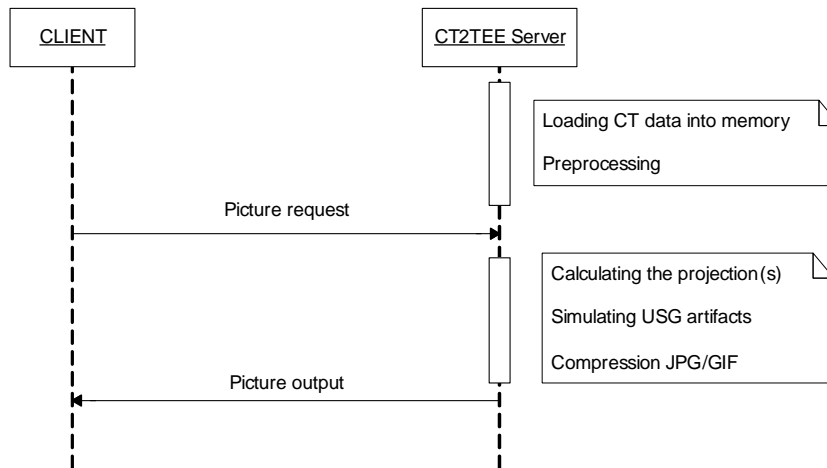 CLIENT
CT2TEE Server
Loading CT data into memory
Preprocessing
Picture request
Calculating the projection(s)
Simulating USG artifacts
Compression JPG/GIF
Picture output